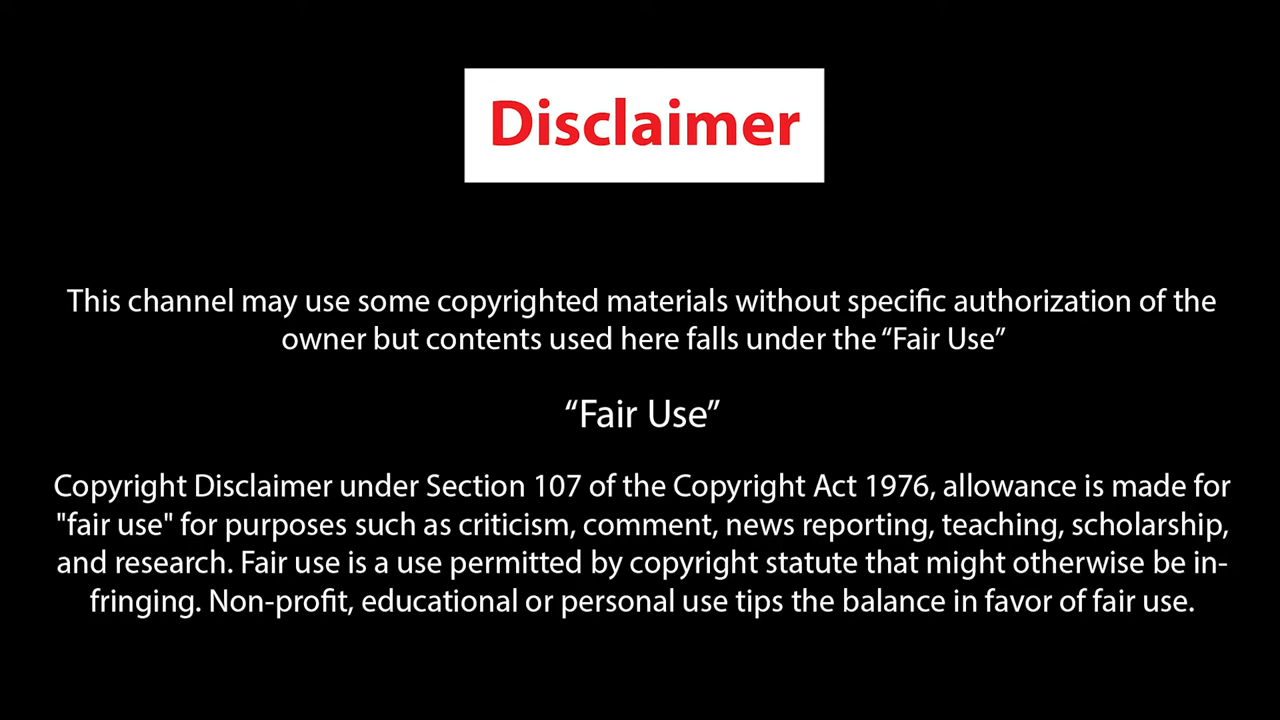 Disclaimer
This channel may use some copyrighted materials without specific authorization of the
owner but contents used here falls under the “Fair Use”
“Fair Use”
Copyright Disclaimer under Section 107 of the Copyright Act 1976, allowance is made for
"fair use" for purposes such as criticism, comment, news reporting, teaching, scholarship,
and research. Fair use is a use permitted by copyright statute that might otherwise be in-
fringing. Non-profit, educational or personal use tips the balance in favor of fair use.